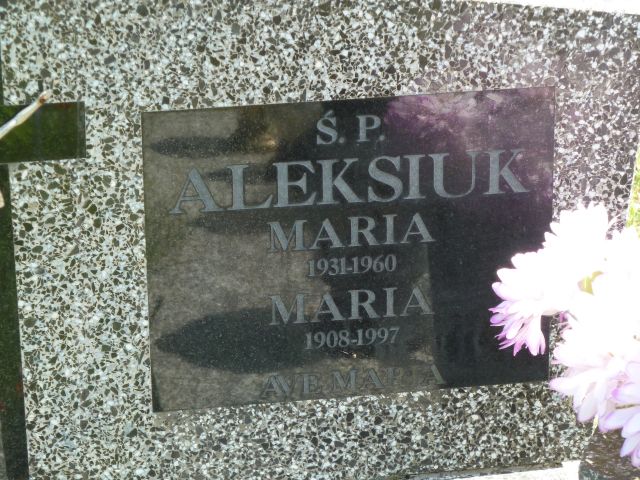 Ś. P.
ALEKSIUK
MARIA
1931-1960
MARIA
1908-1997
AVE MARIA